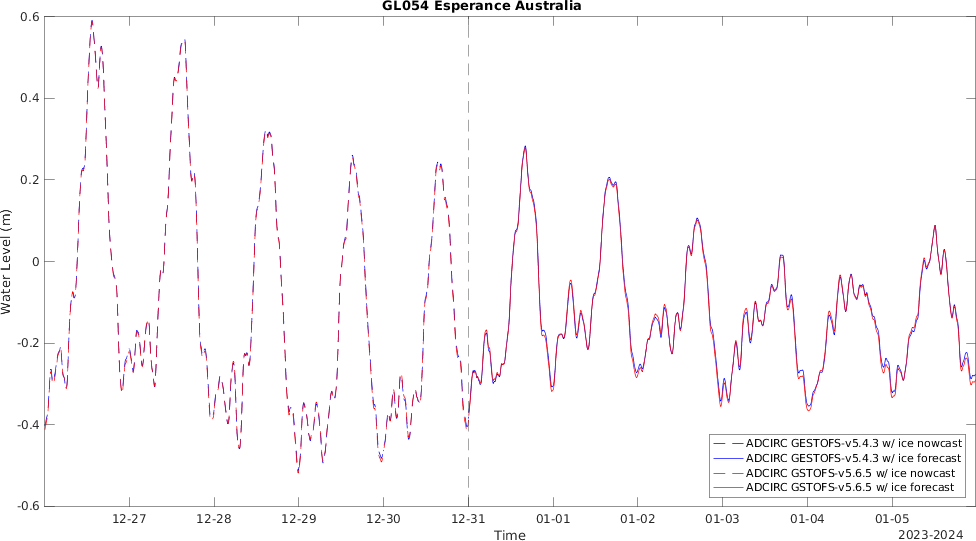 GL054 Esperance Australia
0.6
0.4
0.2
0
-0.2
-0.4
-0.6
Water Level (m)
12-27 12-28 12-29 12-30 12-31 01-01 01-02 01-03 01-04 01-05
Time
2023-2024
ADCIRC GESTOFS-v5.4.3 w/ ice nowcast
ADCIRC GESTOFS-v5.4.3 w/ ice forecast
ADCIRC GSTOFS-v5.6.5 w/ ice nowcast
ADCIRC GSTOFS-v5.6.5 w/ ice forecast